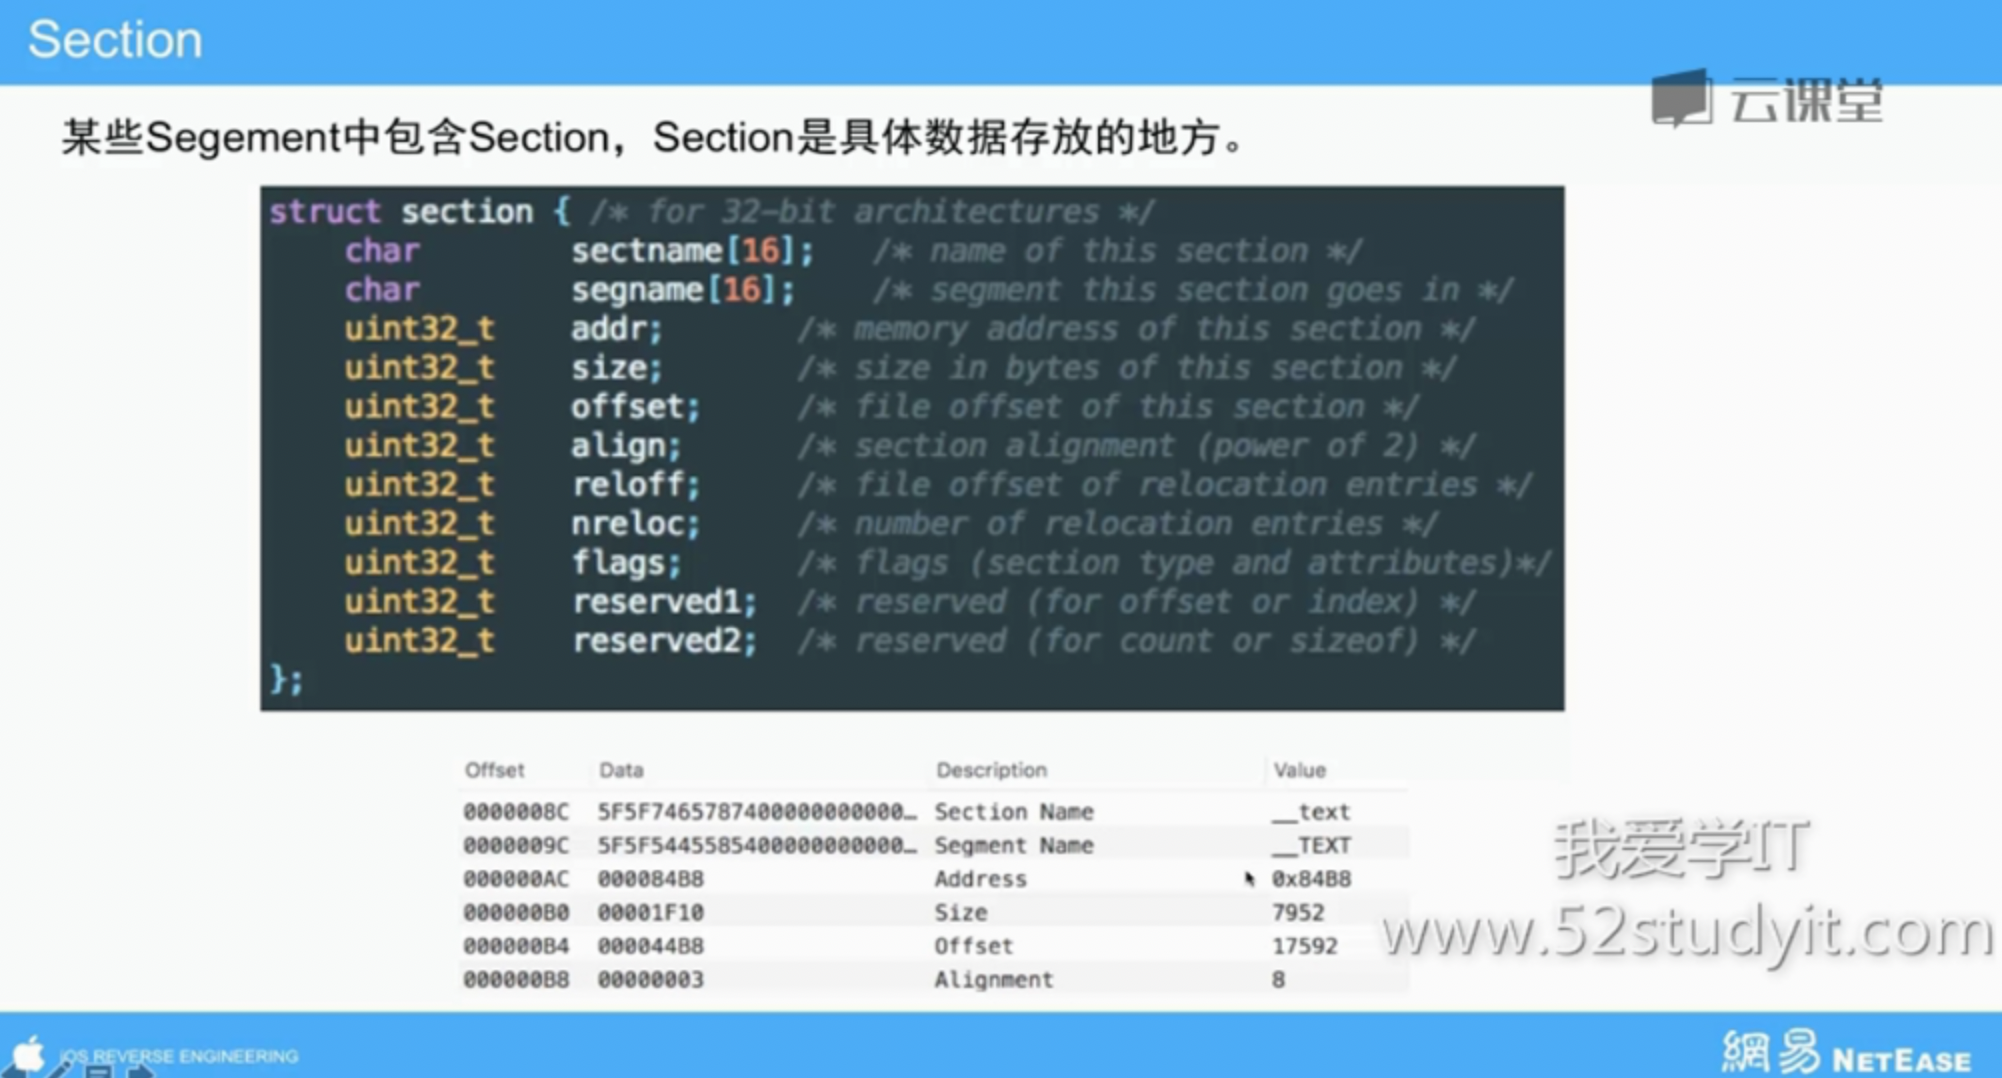 Section
云课堂
某些Segement中包含Section，Section是具体数据存放的地方。
struct section { /* for 32-bit architectures */
char sectname[16]; /* name of this section */
char segname[16]; /* segment this section goes in */
uint32_t addr; /* memory address of this section */
uint32_t size; /* size in bytes of this section */
uint32_t offset; /* file offset of this section */
uint32_t align; /* section alignment (power of 2) */
uint32_t reloff; /* file offset of relocation entries */
uint32_t nreloc; /* number of relocation entries */
uint32_t flags; /* flags (section type and attributes)*/
uint32_t reserved1; /* reserved (for offset or index) */
uint32_t reserved2; /* reserved (for count or sizeof) */
};
Offset Data Description Value
0000008C 5F5F7465787400000000000… Section Name __text
0000009C 5F5F5445585400000000000… Segment Name __TEXT
000000AC 000084B8 Address 0x84B8
000000B0 00001F10 Size 7952
000000B4 000044B8 Offset 17592
000000B8 00000003 Alignment 8
我爱学IT
www.52studyit.com
iOS REVERSE ENGINEERING
網易 NETEASE